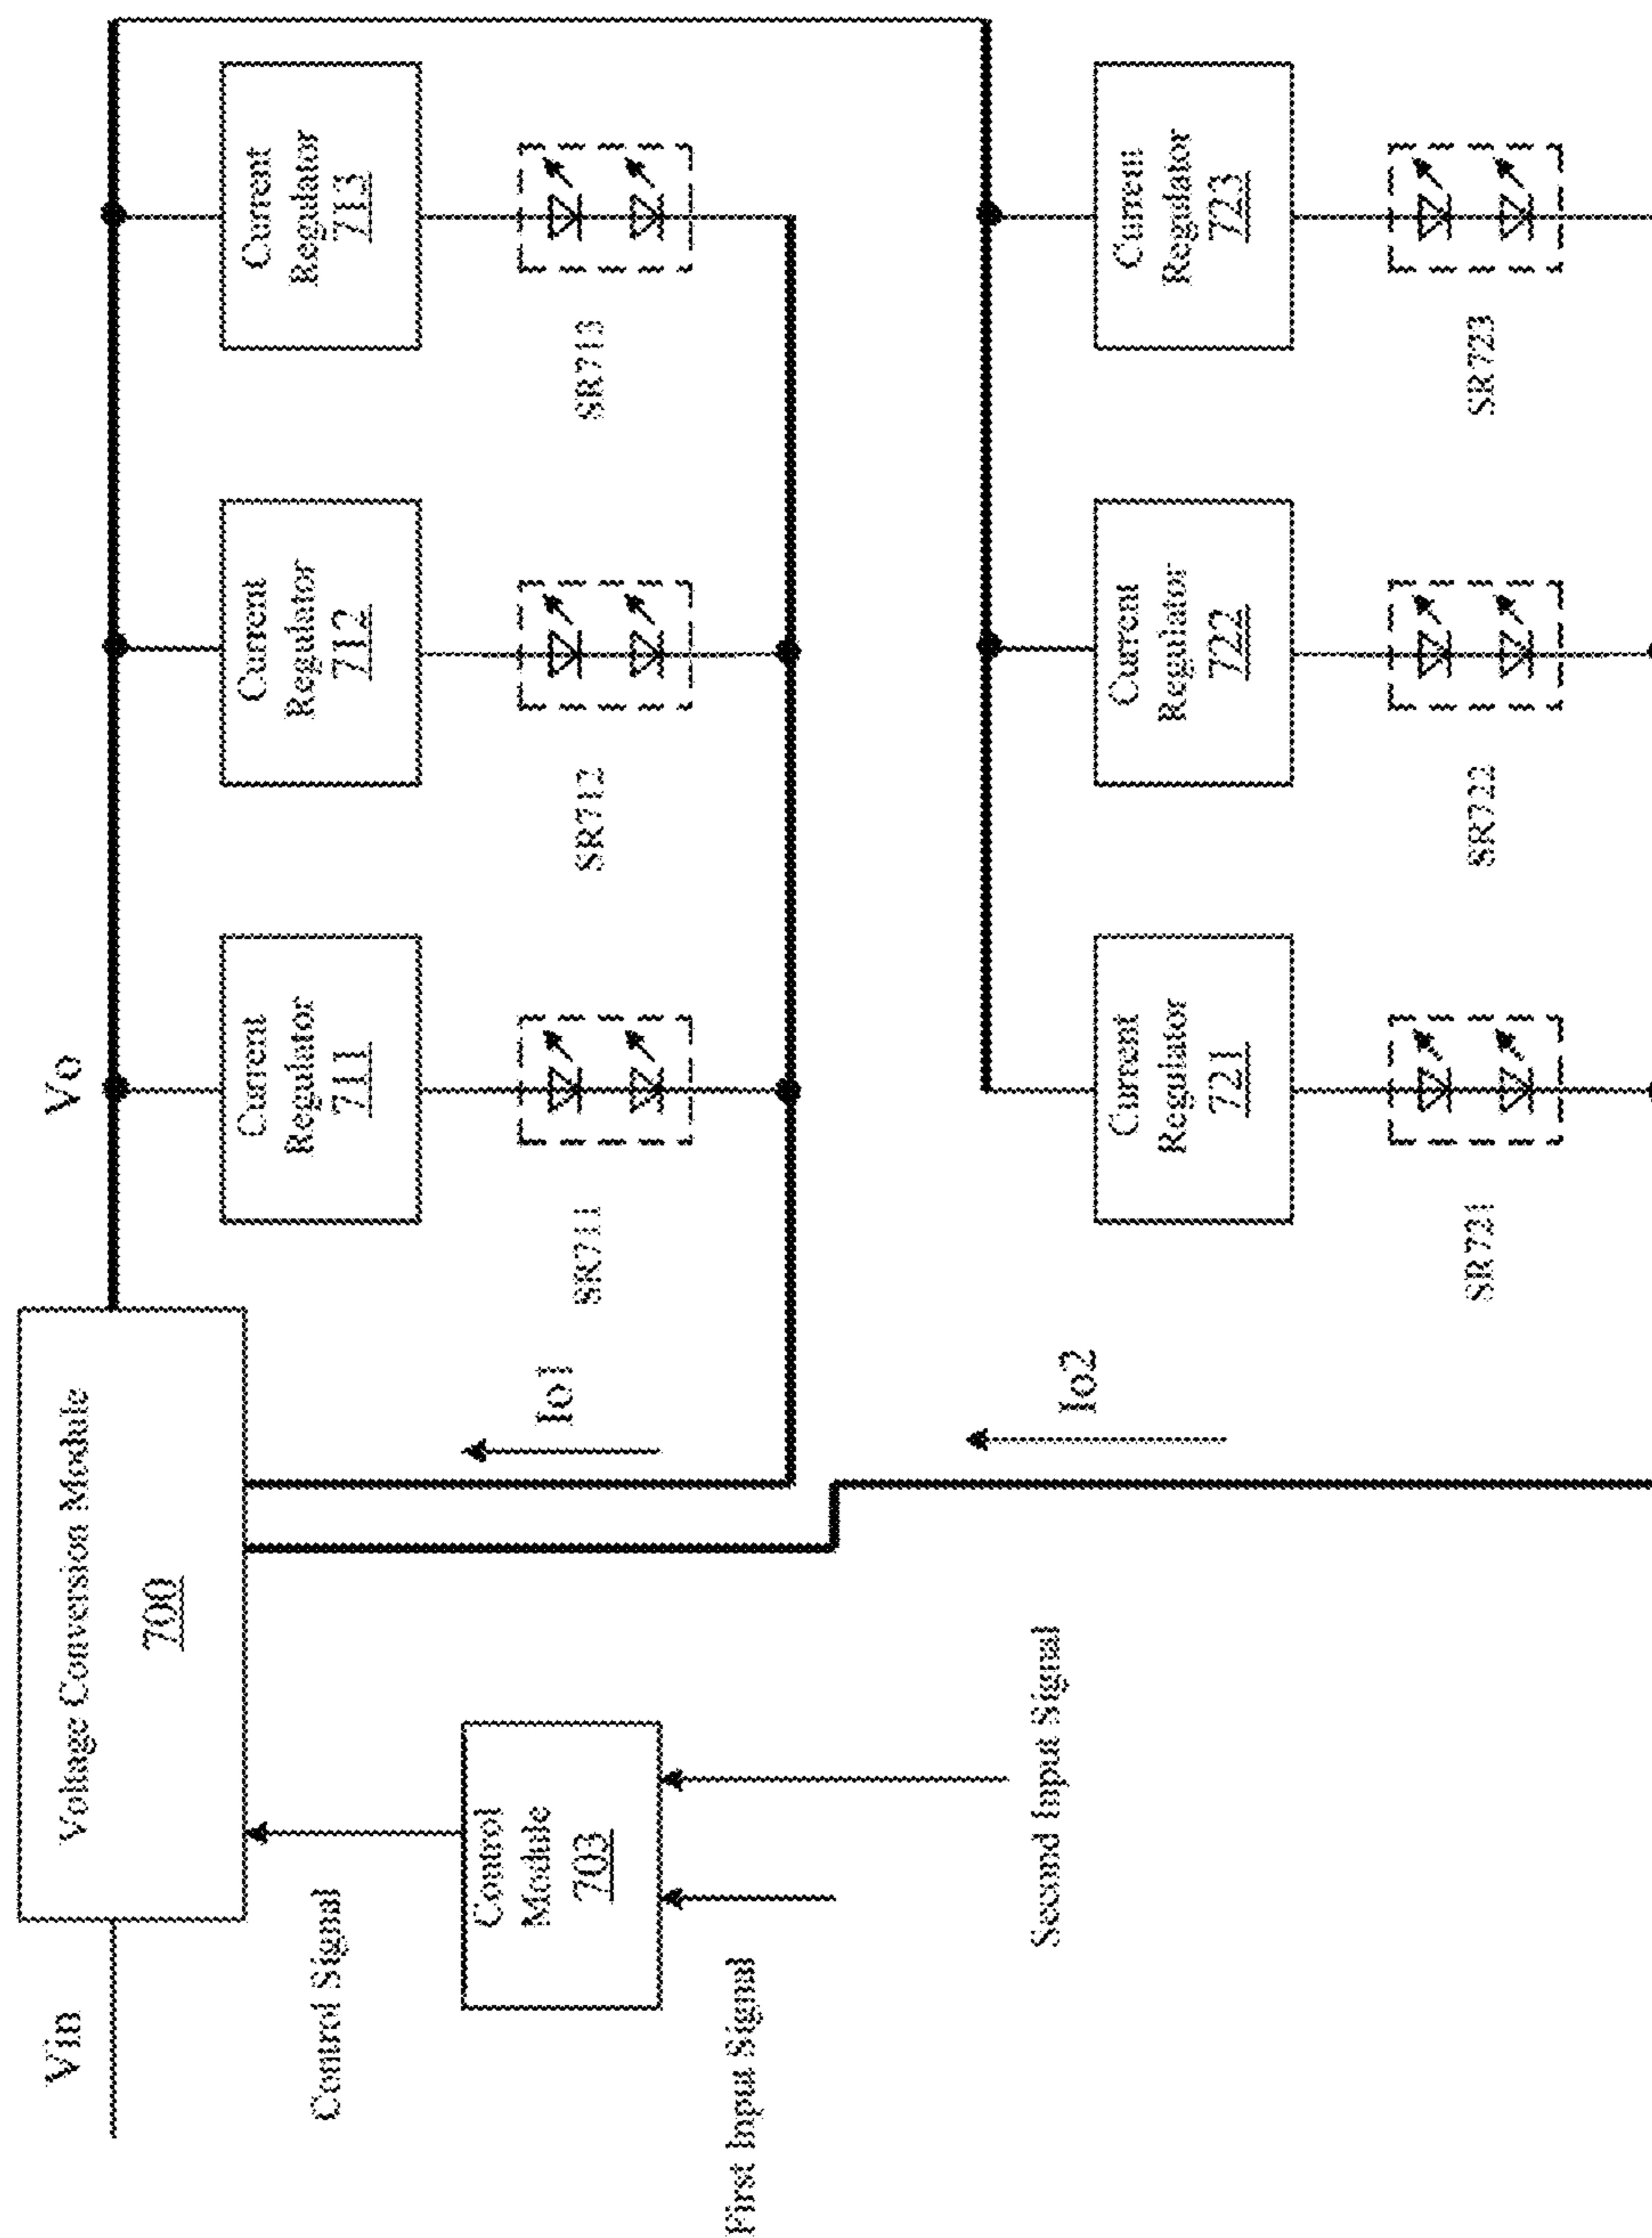 Vin
Voltage Conversion Module
700
Vo
Control Signal
Control
Module
703
First Input Signal
Second Input Signal
Io1
Io2
Current
Regulator
711
Current
Regulator
712
Current
Regulator
713
SR711
SR712
SR713
Current
Regulator
721
Current
Regulator
722
Current
Regulator
723
SR721
SR722
SR723